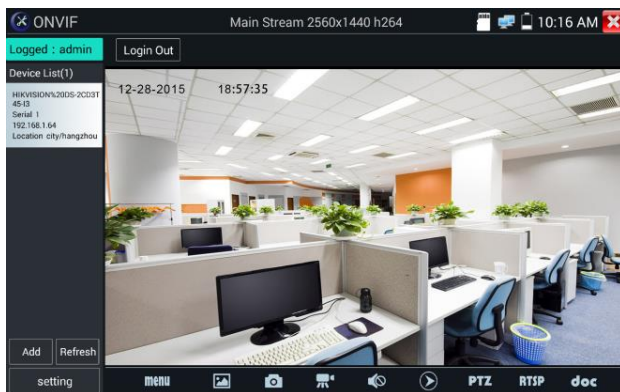 ONVIF
Main Stream 2560x1440 h264
10:16 AM
Logged : admin
Login Out
Device List(1)
HIKVISION%20DS-2CD3T
45-I3
Serial 1
192.168.1.64
Location city/hangzhou
12-28-2015 18:57:35
Add Refresh
setting
menu
PTZ
RTSP
doc